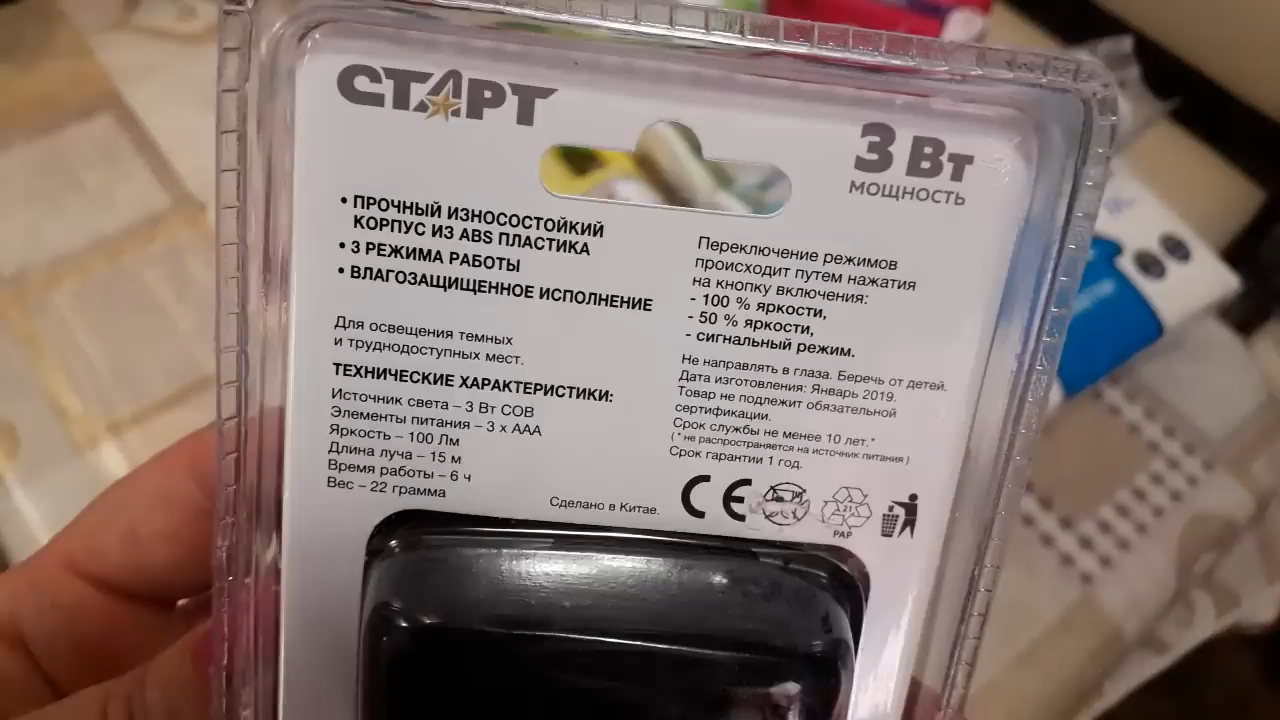 СТАРТ
3 Вт
МОЩНОСТЬ
• ПРОЧНЫЙ ИЗНОСОСТОЙКИЙ
КОРПУС ИЗ ABS ПЛАСТИКА
• 3 РЕЖИМА РАБОТЫ
• ВЛАГОЗАЩИЩЕННОЕ ИСПОЛНЕНИЕ
Для освещения темных
и труднодоступных мест.
ТЕХНИЧЕСКИЕ ХАРАКТЕРИСТИКИ:
Источник света – 3 Вт COB
Элементы питания – 3 x AAA
Яркость – 100 Лм
Длина луча – 15 м
Время работы – 6 ч
Вес – 22 грамма
Переключение режимов
происходит путем нажатия
на кнопку включения:
- 100 % яркости,
- 50 % яркости,
- сигнальный режим.
Не направлять в глаза. Беречь от детей.
Дата изготовления: Январь 2019.
Товар не подлежит обязательной
сертификации.
Срок службы не менее 10 лет.*
( * не распространяется на источник питания )
Срок гарантии 1 год.
Сделано в Китае.
CE
21
PAP